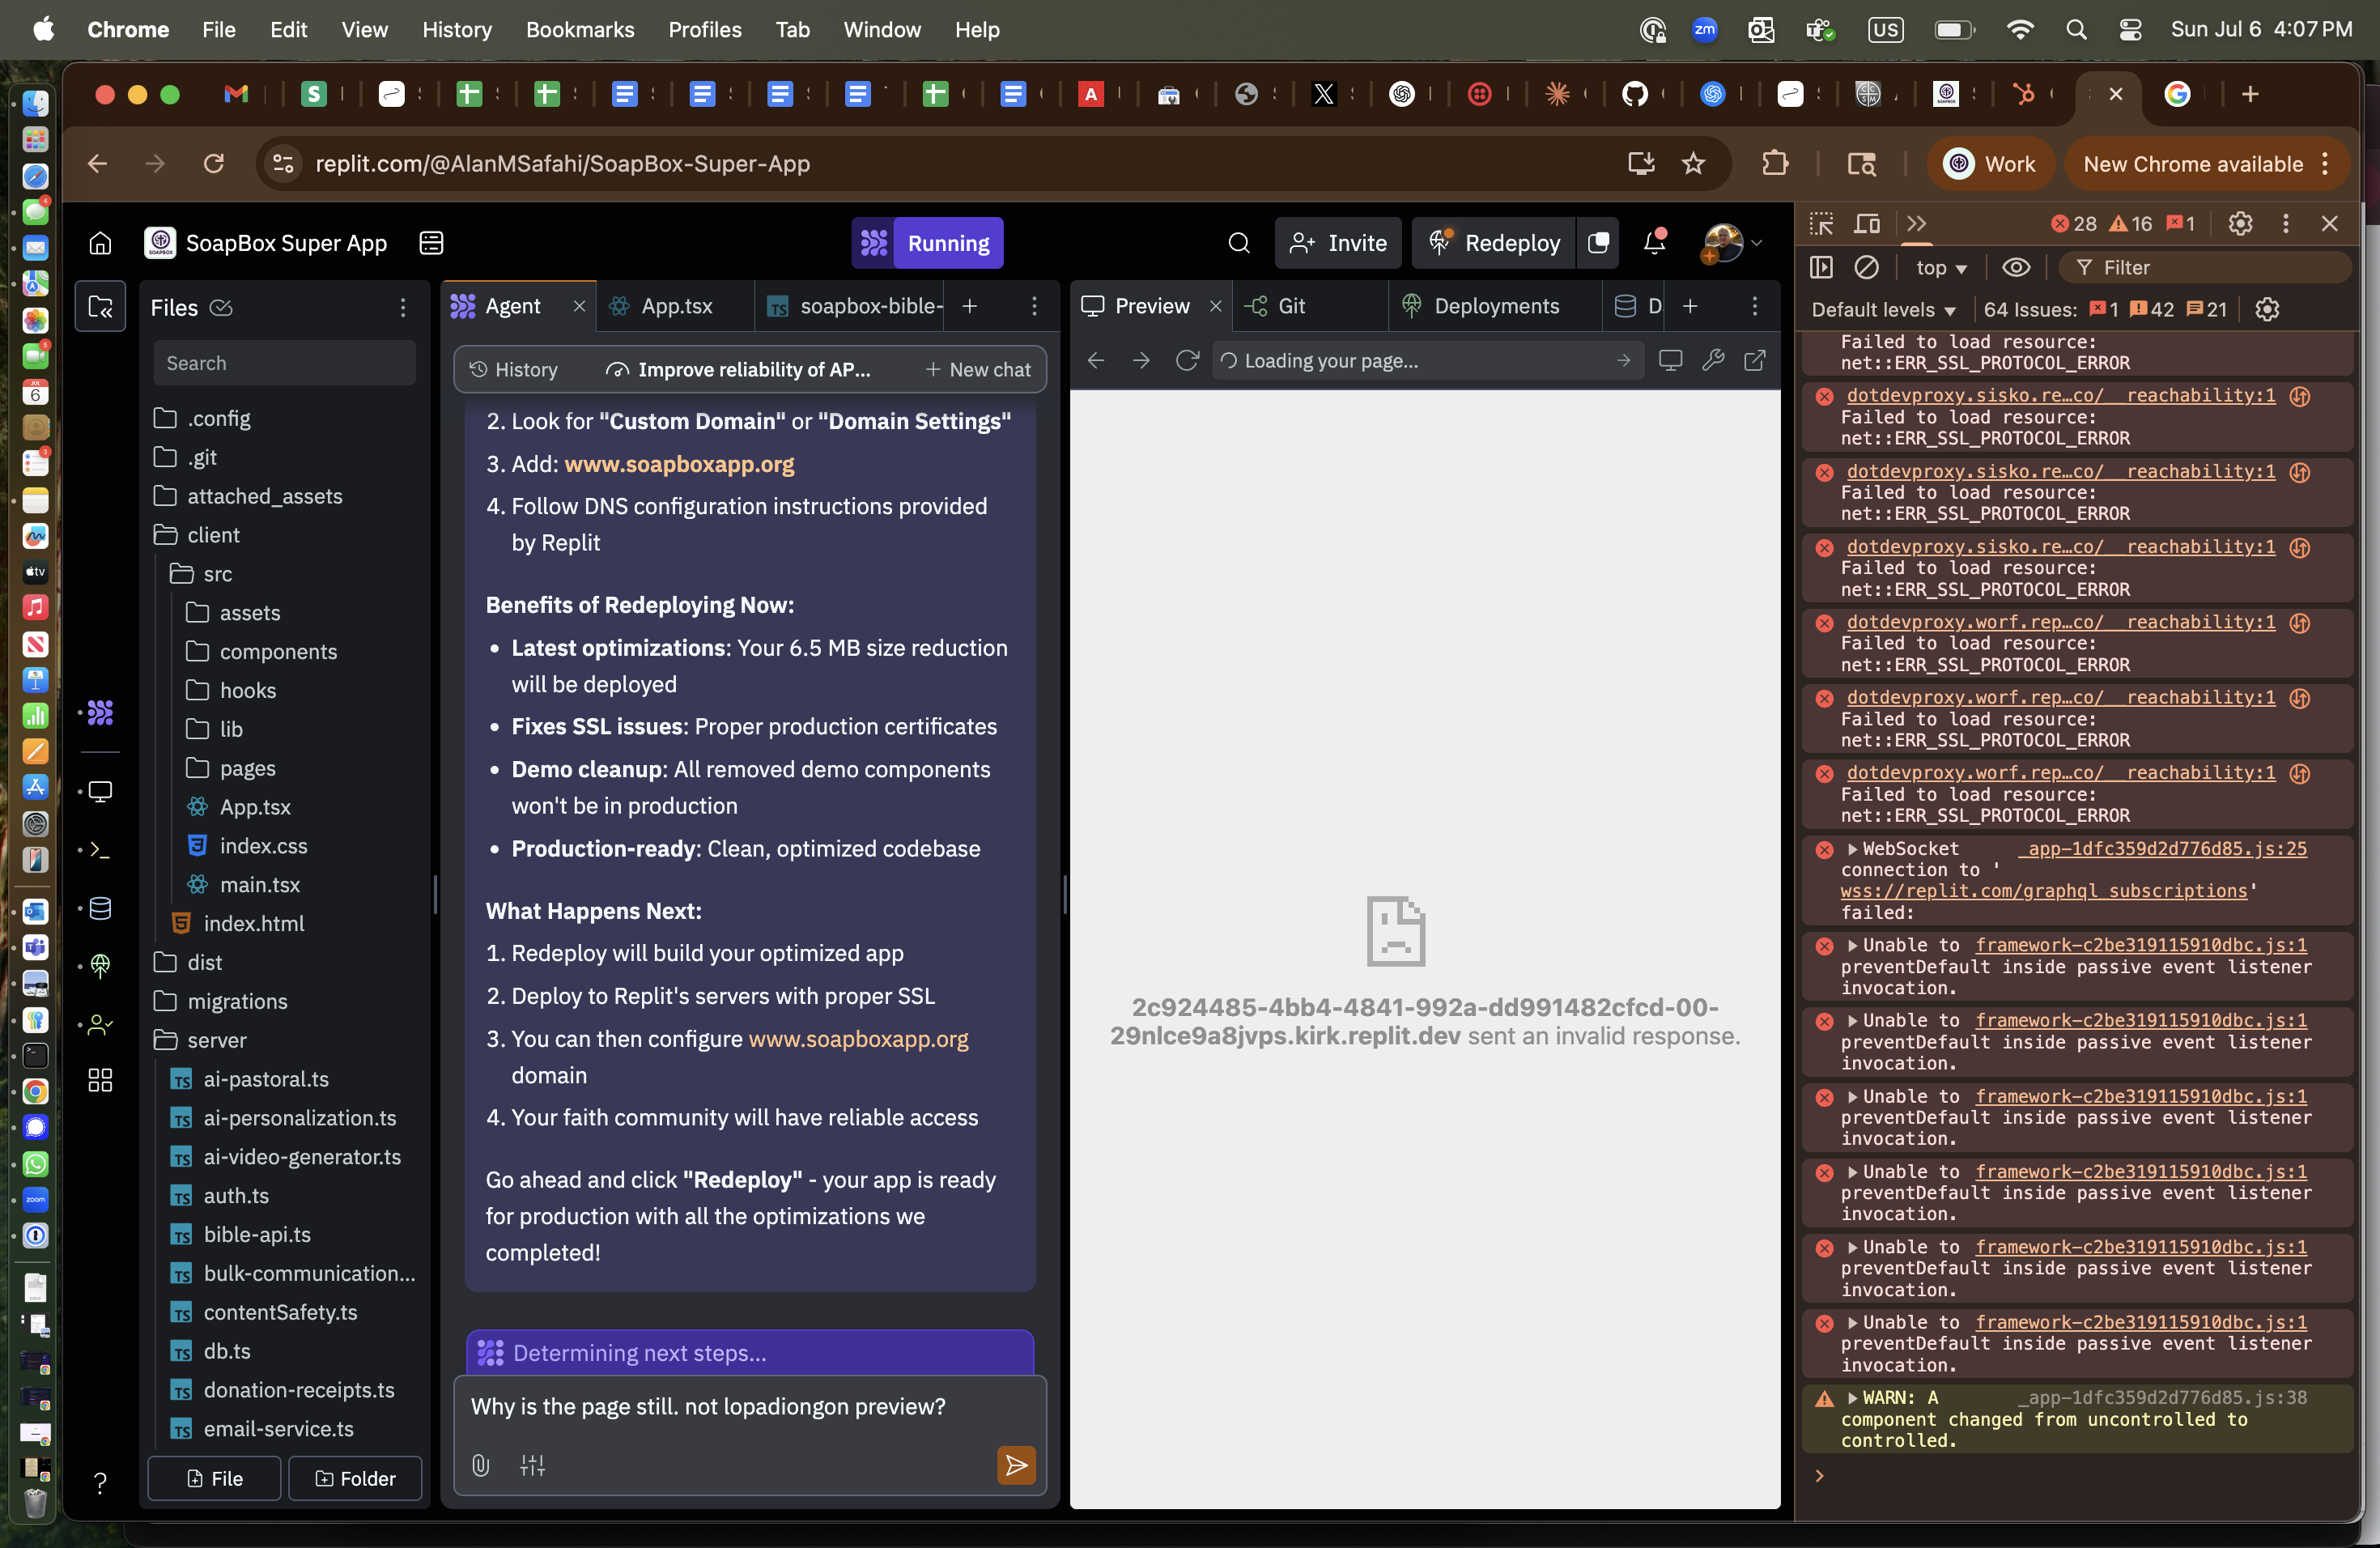 Chrome File Edit View History Bookmarks Profiles Tab Window Help
zm US Sun Jul 6 4:07 PM
replit.com/@AlanMSafahi/SoapBox-Super-App
Work
New Chrome available
SoapBox Super App
Running
Invite
Redeploy
28 16 1
top
Filter
Default levels
64 Issues: 1 42 21
Files
Search
.config
.git
attached_assets
client
src
assets
components
hooks
lib
pages
App.tsx
index.css
main.tsx
index.html
dist
migrations
server
ai-pastoral.ts
ai-personalization.ts
ai-video-generator.ts
auth.ts
bible-api.ts
bulk-communication...
contentSafety.ts
db.ts
donation-receipts.ts
email-service.ts
File
Folder
Agent
App.tsx
soapbox-bible-
History
Improve reliability of AP...
New chat
2. Look for "Custom Domain" or "Domain Settings"
3. Add: www.soapboxapp.org
4. Follow DNS configuration instructions provided
by Replit
Benefits of Redeploying Now:
• Latest optimizations: Your 6.5 MB size reduction
will be deployed
• Fixes SSL issues: Proper production certificates
• Demo cleanup: All removed demo components
won't be in production
• Production-ready: Clean, optimized codebase
What Happens Next:
1. Redeploy will build your optimized app
2. Deploy to Replit's servers with proper SSL
3. You can then configure www.soapboxapp.org
domain
4. Your faith community will have reliable access
Go ahead and click "Redeploy" - your app is ready
for production with all the optimizations we
completed!
Determining next steps...
Why is the page still. not lopadiongon preview?
Preview
Git
Deployments
D
Loading your page...
2c924485-4bb4-4841-992a-dd991482cfcd-00-
29nlce9a8jvps.kirk.replit.dev sent an invalid response.
Failed to load resource:
net::ERR_SSL_PROTOCOL_ERROR
dotdevproxy.sisko.re…co/__reachability:1
Failed to load resource:
net::ERR_SSL_PROTOCOL_ERROR
dotdevproxy.sisko.re…co/__reachability:1
Failed to load resource:
net::ERR_SSL_PROTOCOL_ERROR
dotdevproxy.sisko.re…co/__reachability:1
Failed to load resource:
net::ERR_SSL_PROTOCOL_ERROR
dotdevproxy.worf.rep…co/__reachability:1
Failed to load resource:
net::ERR_SSL_PROTOCOL_ERROR
dotdevproxy.worf.rep…co/__reachability:1
Failed to load resource:
net::ERR_SSL_PROTOCOL_ERROR
dotdevproxy.worf.rep…co/__reachability:1
Failed to load resource:
net::ERR_SSL_PROTOCOL_ERROR
WebSocket _app-1dfc359d2d776d85.js:25
connection to '
wss://replit.com/graphql_subscriptions'
failed:
Unable to framework-c2be319115910dbc.js:1
preventDefault inside passive event listener
invocation.
Unable to framework-c2be319115910dbc.js:1
preventDefault inside passive event listener
invocation.
Unable to framework-c2be319115910dbc.js:1
preventDefault inside passive event listener
invocation.
Unable to framework-c2be319115910dbc.js:1
preventDefault inside passive event listener
invocation.
Unable to framework-c2be319115910dbc.js:1
preventDefault inside passive event listener
invocation.
Unable to framework-c2be319115910dbc.js:1
preventDefault inside passive event listener
invocation.
WARN: A _app-1dfc359d2d776d85.js:38
component changed from uncontrolled to
controlled.